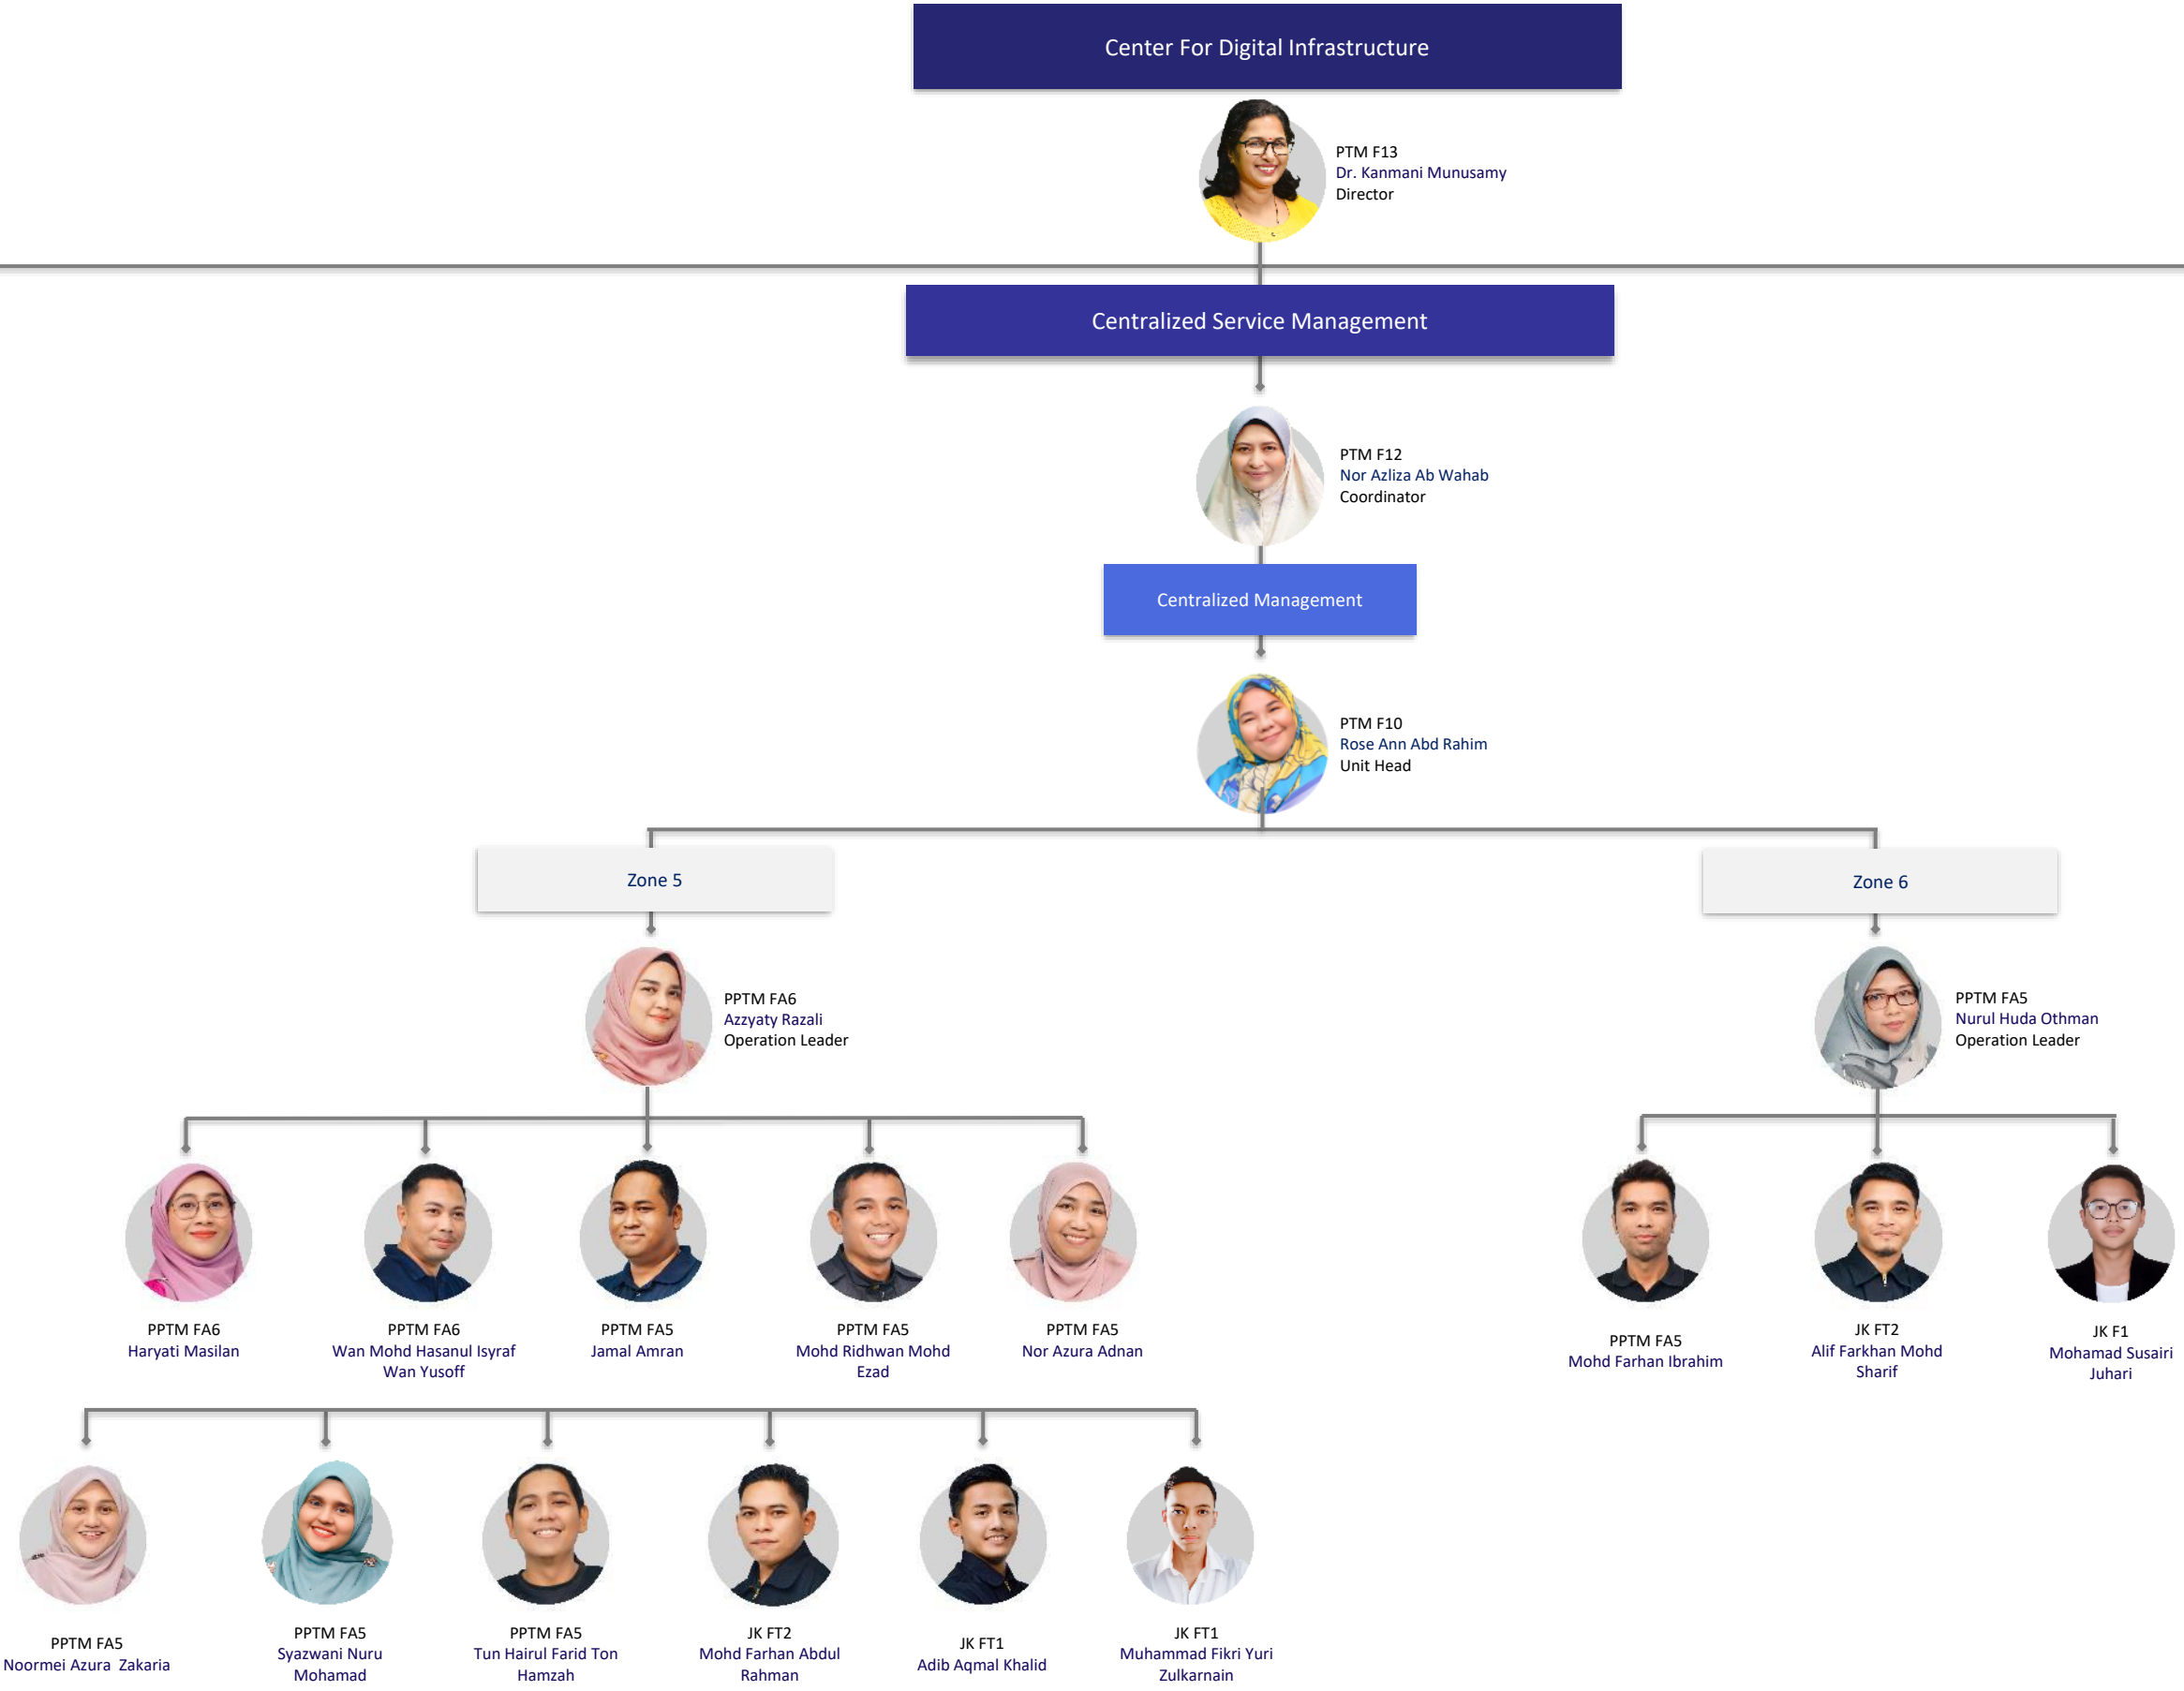 Center For Digital Infrastructure
PTM F13
Dr. Kanmani Munusamy
Director
Centralized Service Management
PTM F12
Nor Azliza Ab Wahab
Coordinator
Centralized Management
PTM F10
Rose Ann Abd Rahim
Unit Head
Zone 5
Zone 6
PPTM FA6
Azzyaty Razali
Operation Leader
PPTM FA5
Nurul Huda Othman
Operation Leader
PPTM FA6
Haryati Masilan
PPTM FA6
Wan Mohd Hasanul Isyraf
Wan Yusoff
PPTM FA5
Jamal Amran
PPTM FA5
Mohd Ridhwan Mohd
Ezad
PPTM FA5
Nor Azura Adnan
PPTM FA5
Mohd Farhan Ibrahim
JK FT2
Alif Farkhan Mohd
Sharif
JK F1
Mohamad Susairi
Juhari
PPTM FA5
Noormei Azura  Zakaria
PPTM FA5
Syazwani Nuru
Mohamad
PPTM FA5
Tun Hairul Farid Ton
Hamzah
JK FT2
Mohd Farhan Abdul
Rahman
JK FT1
Adib Aqmal Khalid
JK FT1
Muhammad Fikri Yuri
Zulkarnain